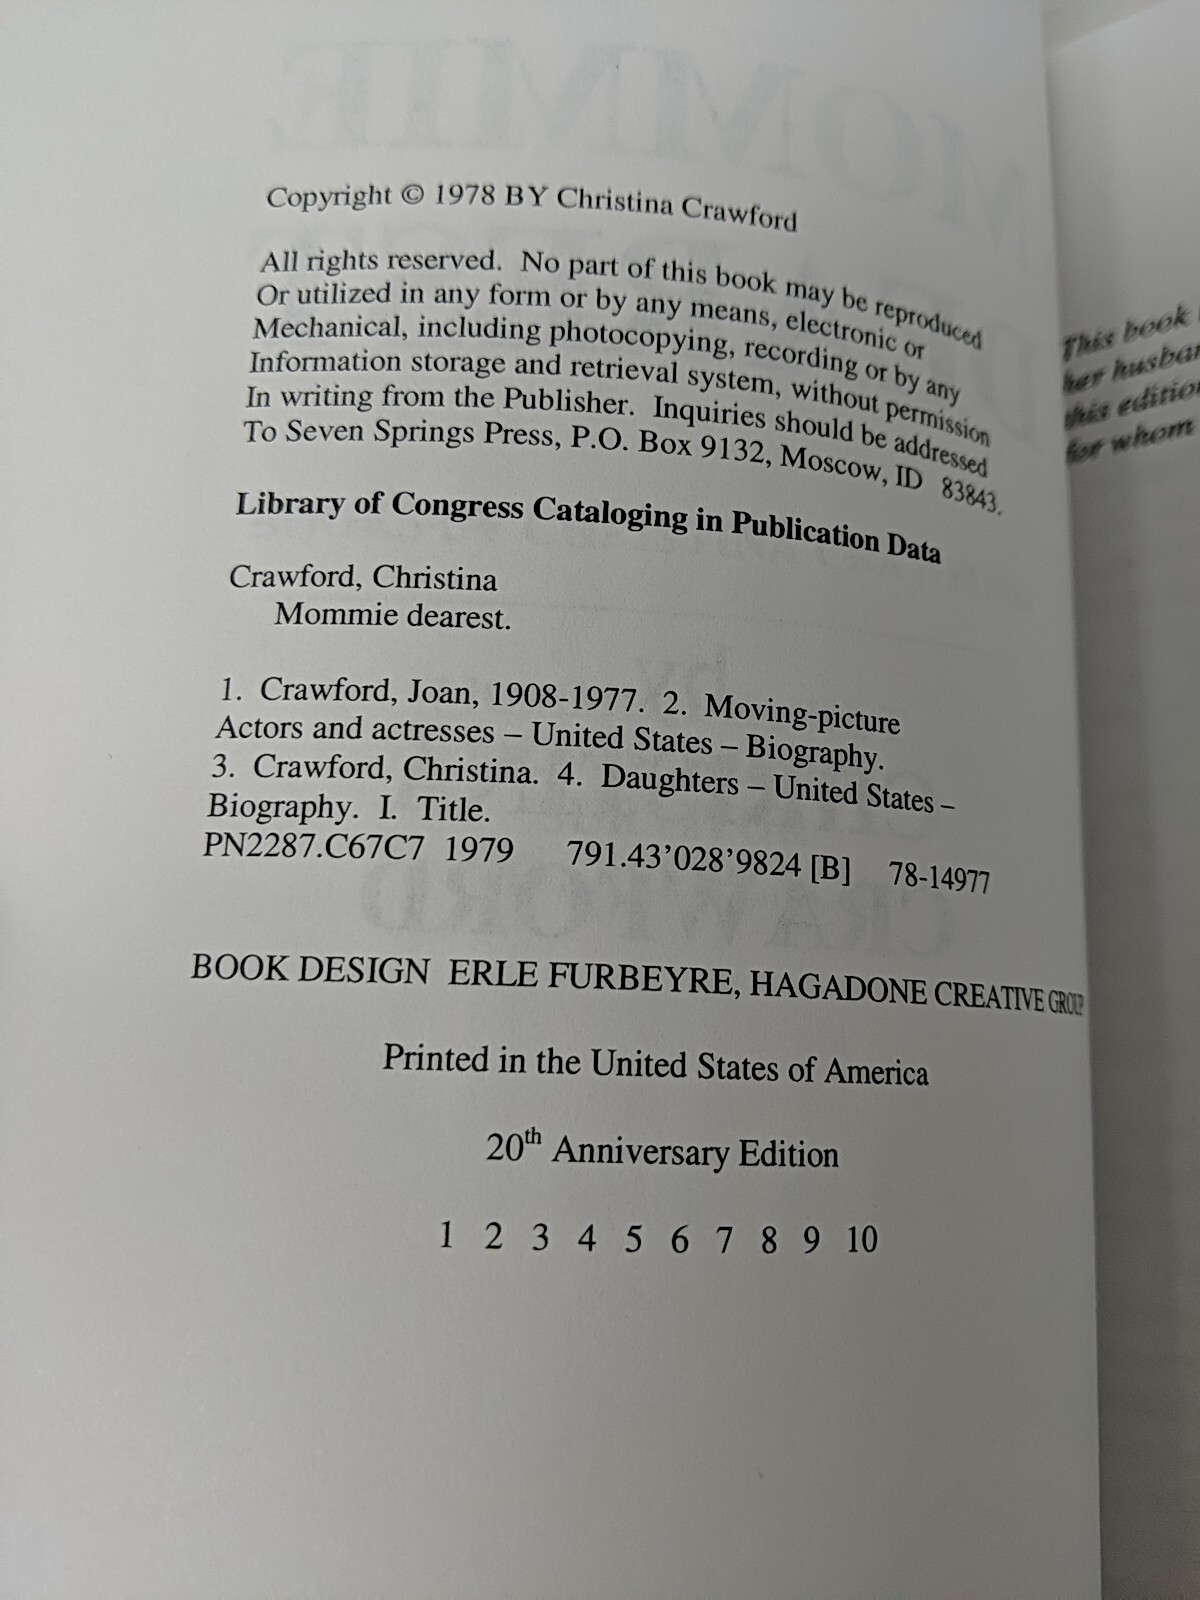 Copyright © 1978 BY Christina Crawford
All rights reserved. No part of this book may be reproduced
Or utilized in any form or by any means, electronic or
Mechanical, including photocopying, recording or by any
Information storage and retrieval system, without permission
In writing from the Publisher. Inquiries should be addressed
To Seven Springs Press, P.O. Box 9132, Moscow, ID 83843.
Library of Congress Cataloging in Publication Data
Crawford, Christina
Mommie dearest.
1. Crawford, Joan, 1908-1977. 2. Moving-picture
Actors and actresses – United States – Biography.
3. Crawford, Christina. 4. Daughters – United States –
Biography. I. Title.
PN2287.C67C7 1979 791.43’028’9824 [B] 78-14977
BOOK DESIGN ERLE FURBEYRE, HAGADONE CREATIVE GROUP
Printed in the United States of America
20th Anniversary Edition
1 2 3 4 5 6 7 8 9 10
This book
her husban
this edition
for whom